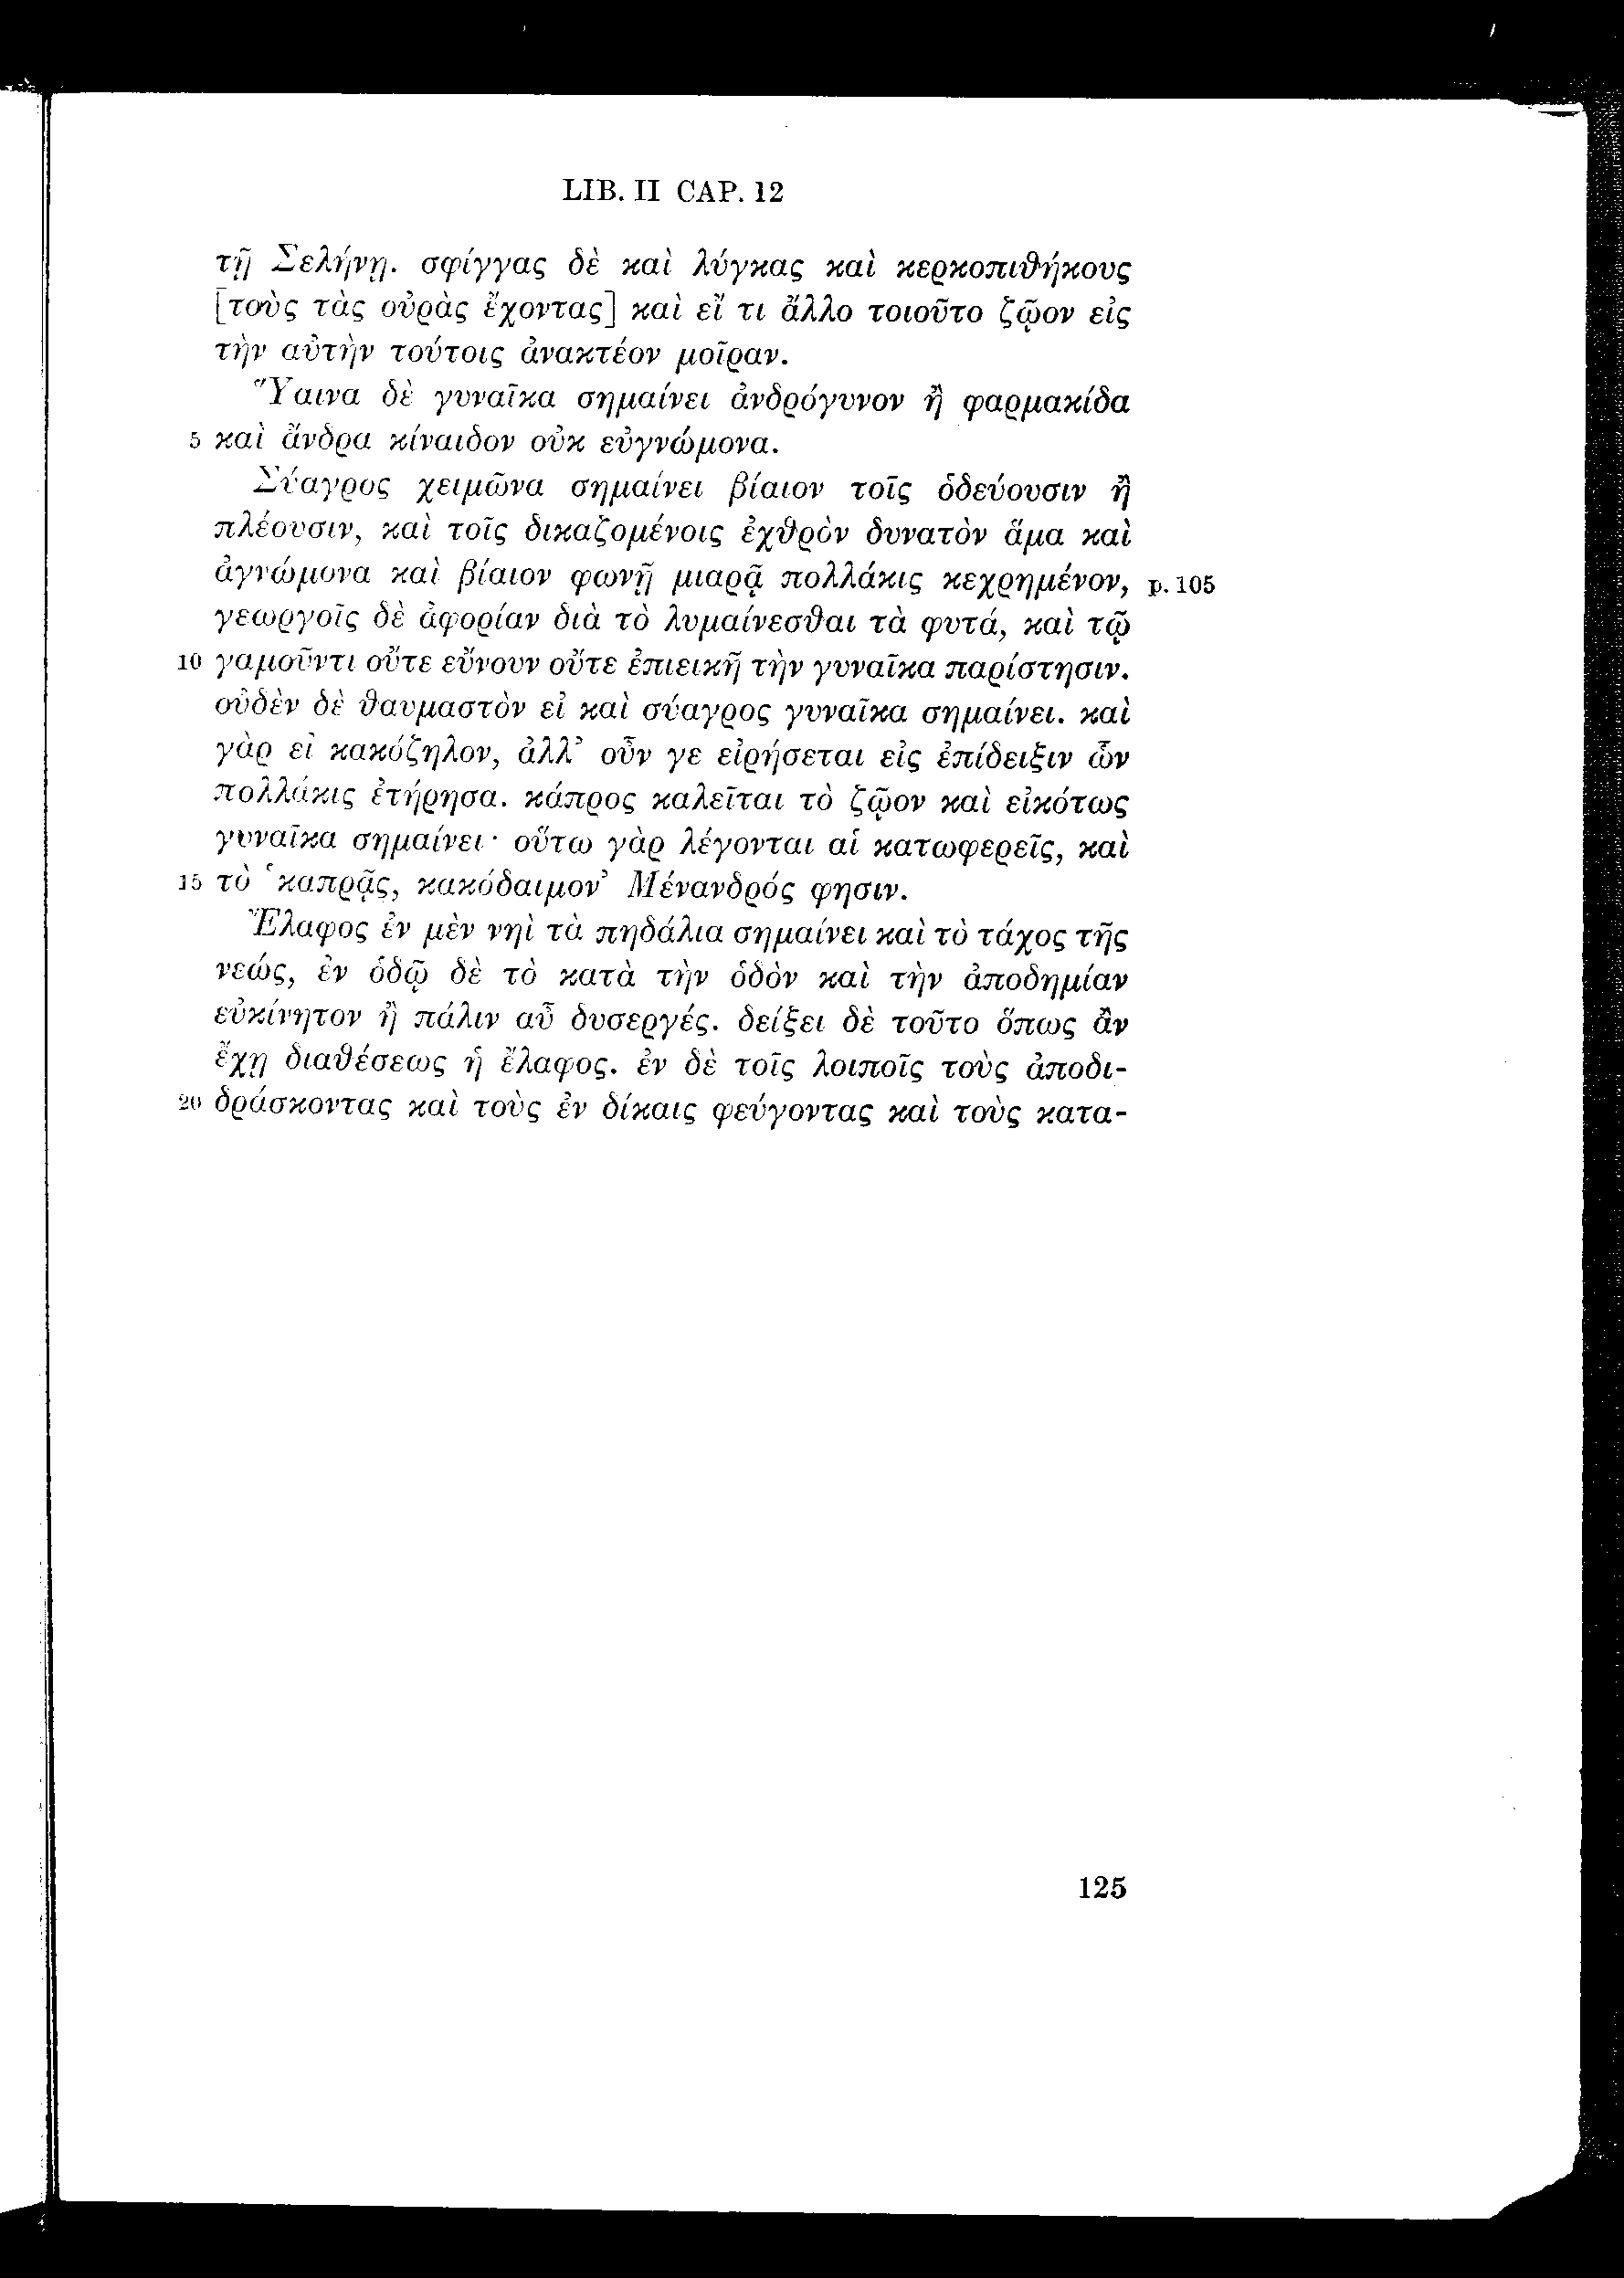 LIB. II CAP. 12
τῇ Σελήνῃ. σφίγγας δὲ καὶ λύγκας καὶ κερκοπιθήκους
[τοὺς τὰς οὐρὰς ἔχοντας] καὶ εἴ τι ἄλλο τοιοῦτο ζῷον εἰς
τὴν αὐτὴν τούτοις ἀνακτέον μοῖραν.
Ὕαινα δὲ γυναῖκα σημαίνει ἀνδρόγυνον ἢ φαρμακίδα
5 καὶ ἄνδρα κίναιδον οὐκ εὐγνώμονα.
Σύαγρος χειμῶνα σημαίνει βίαιον τοῖς ὁδεύουσιν ἢ
πλέουσιν, καὶ τοῖς δικαζομένοις ἐχθρὸν δυνατὸν ἅμα καὶ
ἀγνώμονα καὶ βίαιον φωνῇ μιαρᾷ πολλάκις κεχρημένον, p. 105
γεωργοῖς δὲ ἀφορίαν διὰ τὸ λυμαίνεσθαι τὰ φυτά, καὶ τῷ
10 γαμοῦντι οὔτε εὔνουν οὔτε ἐπιεικῆ τὴν γυναῖκα παρίστησιν.
οὐδὲν δὲ θαυμαστὸν εἰ καὶ σύαγρος γυναῖκα σημαίνει. καὶ
γὰρ εἰ κακόζηλον, ἀλλ᾽ οὖν γε εἰρήσεται εἰς ἐπίδειξιν ὧν
πολλάκις ἐτήρησα. κάπρος καλεῖται τὸ ζῷον καὶ εἰκότως
γυναῖκα σημαίνει· οὕτω γὰρ λέγονται αἱ κατωφερεῖς, καὶ
15 τὸ ‘καπρᾷς, κακόδαιμον’ Μένανδρός φησιν.
Ἔλαφος ἐν μὲν νηὶ τὰ πηδάλια σημαίνει καὶ τὸ τάχος τῆς
νεώς, ἐν ὁδῷ δὲ τὸ κατὰ τὴν ὁδὸν καὶ τὴν ἀποδημίαν
εὐκίνητον ἢ πάλιν αὖ δυσεργές. δείξει δὲ τοῦτο ὅπως ἂν
ἔχῃ διαθέσεως ἡ ἔλαφος. ἐν δὲ τοῖς λοιποῖς τοὺς ἀποδι-
20 δράσκοντας καὶ τοὺς ἐν δίκαις φεύγοντας καὶ τοὺς κατα-
125